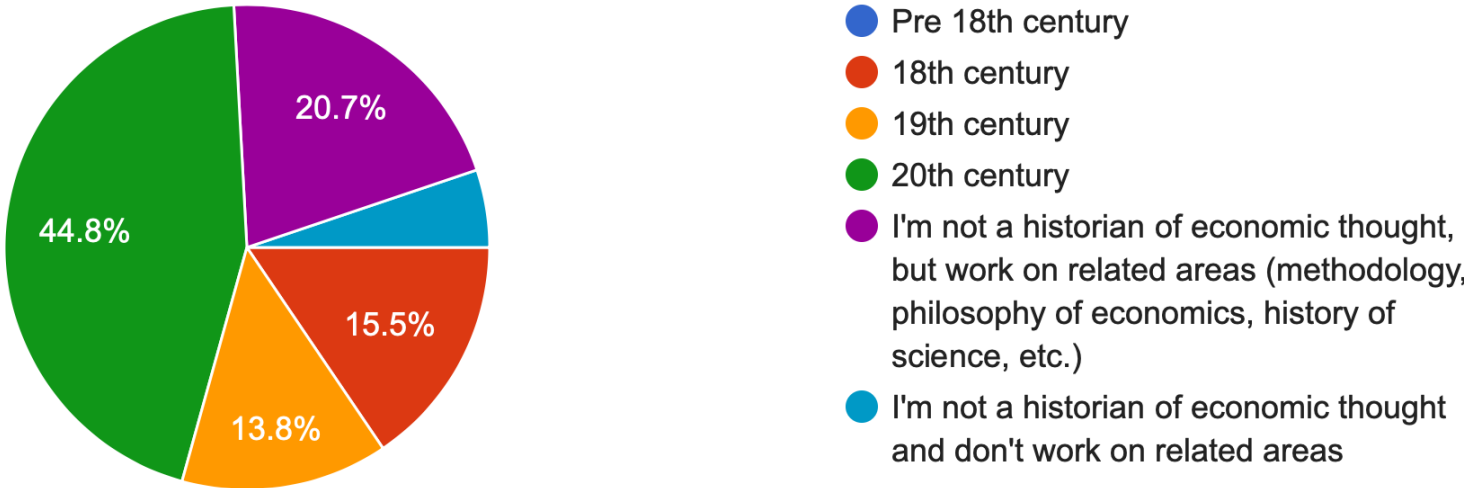 20.7%
44.8%
15.5%
13.8%
Pre 18th century
18th century
19th century
20th century
I'm not a historian of economic thought,
but work on related areas (methodology,
philosophy of economics, history of
science, etc.)
I'm not a historian of economic thought
and don't work on related areas